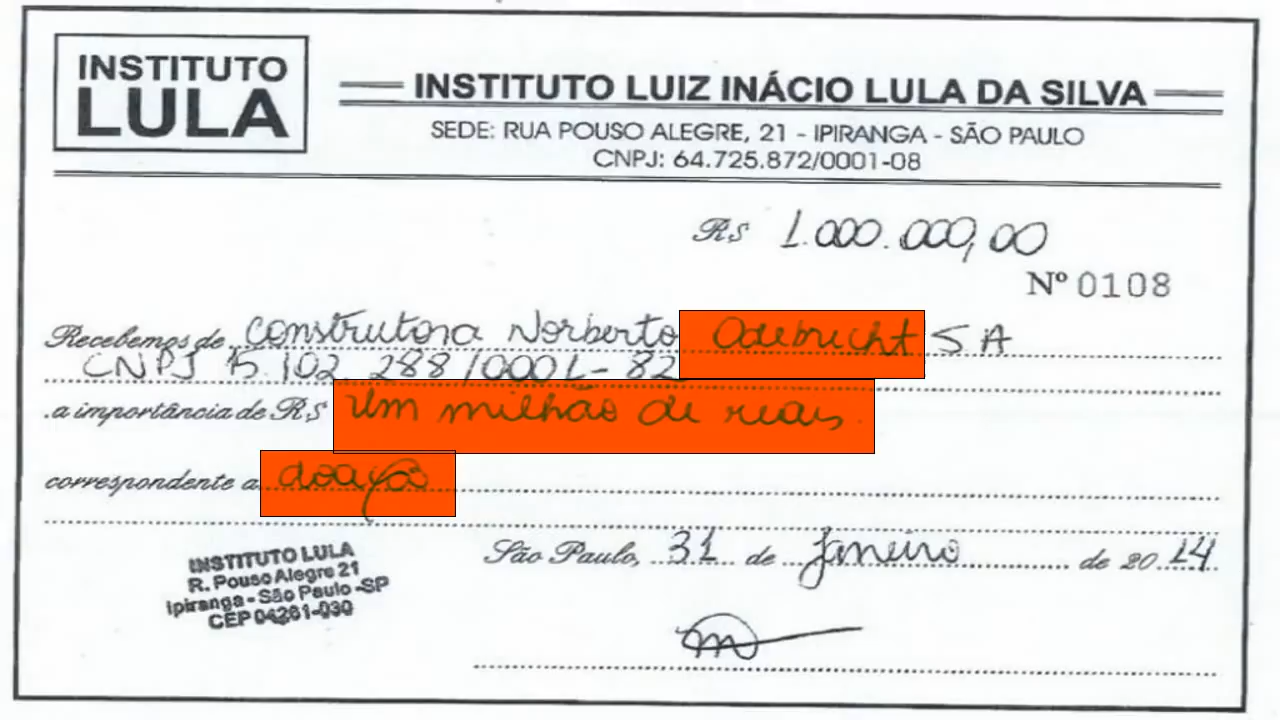 INSTITUTO
LULA
INSTITUTO LUIZ INÁCIO LULA DA SILVA
SEDE: RUA POUSO ALEGRE, 21 - IPIRANGA - SÃO PAULO
CNPJ: 64.725.872/0001-08
R$ 1.000.000,00
Nº 0108
Recebemos de Construtora Norberto Odebrecht SA
CNPJ 15.102.288/0001-82
a importância de R$ Um milhão de reais.
correspondente a doação
São Paulo, 31 de Janeiro de 2014
INSTITUTO LULA
R. Pouso Alegre 21
Ipiranga - São Paulo - SP
CEP 04261-030